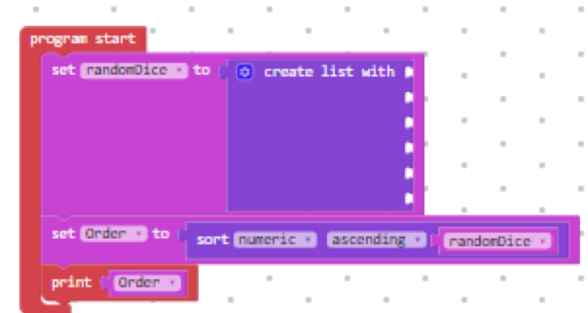 program start
set randomDice to create list with
set Order to sort numeric ascending randomDice
print Order